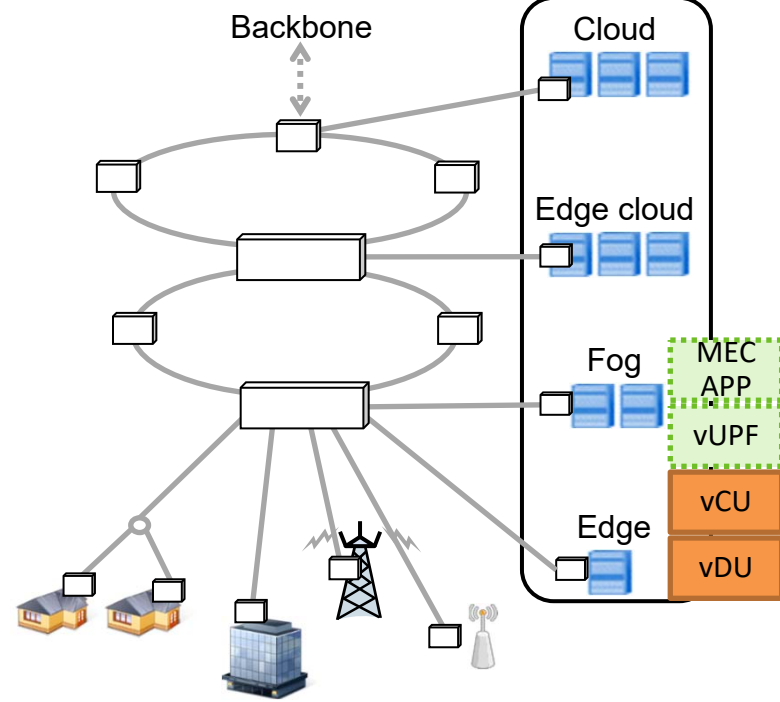 Backbone
Cloud
Edge cloud
Fog
MEC
APP
vUPF
vCU
Edge
vDU